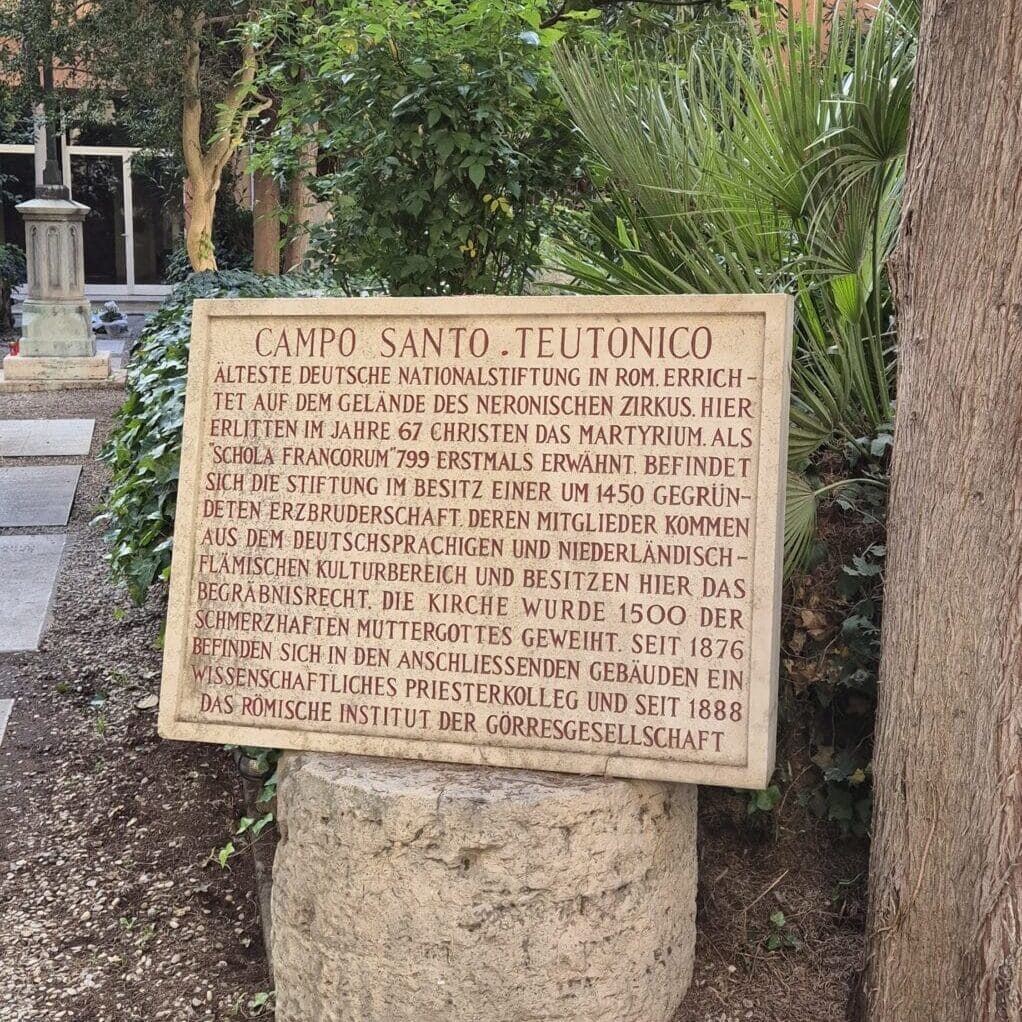 CAMPO SANTO . TEUTONICO
ÄLTESTE DEUTSCHE NATIONALSTIFTUNG IN ROM. ERRICH-
TET AUF DEM GELÄNDE DES NERONISCHEN ZIRKUS. HIER
ERLITTEN IM JAHRE 67 CHRISTEN DAS MARTYRIUM. ALS
"SCHOLA FRANCORUM" 799 ERSTMALS ERWÄHNT. BEFINDET
SICH DIE STIFTUNG IM BESITZ EINER UM 1450 GEGRÜN-
DETEN ERZBRUDERSCHAFT. DEREN MITGLIEDER KOMMEN
AUS DEM DEUTSCHSPRACHIGEN UND NIEDERLÄNDISCH-
FLÄMISCHEN KULTURBEREICH UND BESITZEN HIER DAS
BEGRÄBNISRECHT. DIE KIRCHE WURDE 1500 DER
SCHMERZHAFTEN MUTTERGOTTES GEWEIHT. SEIT 1876
BEFINDEN SICH IN DEN ANSCHLIESSENDEN GEBÄUDEN EIN
WISSENSCHAFTLICHES PRIESTERKOLLEG UND SEIT 1888
DAS RÖMISCHE INSTITUT DER GÖRRESGESELLSCHAFT